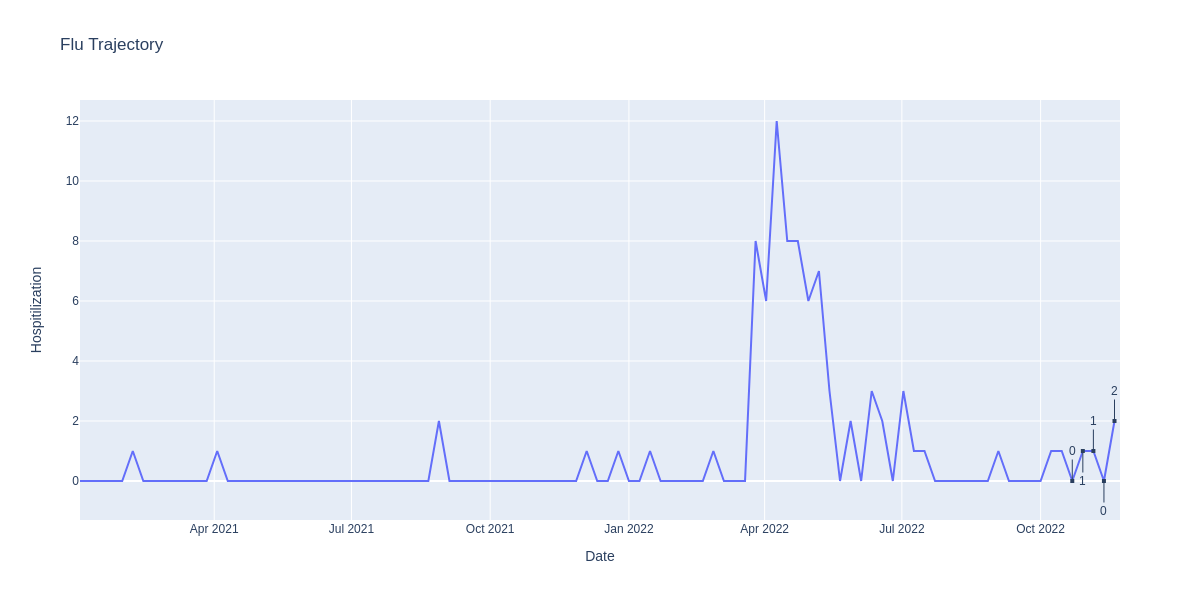 Flu Trajectory
12
10
8
6
4
2
0
Hospitilization
2
1
0
1
0
Apr 2021
Jul 2021
Oct 2021
Jan 2022
Apr 2022
Jul 2022
Oct 2022
Date